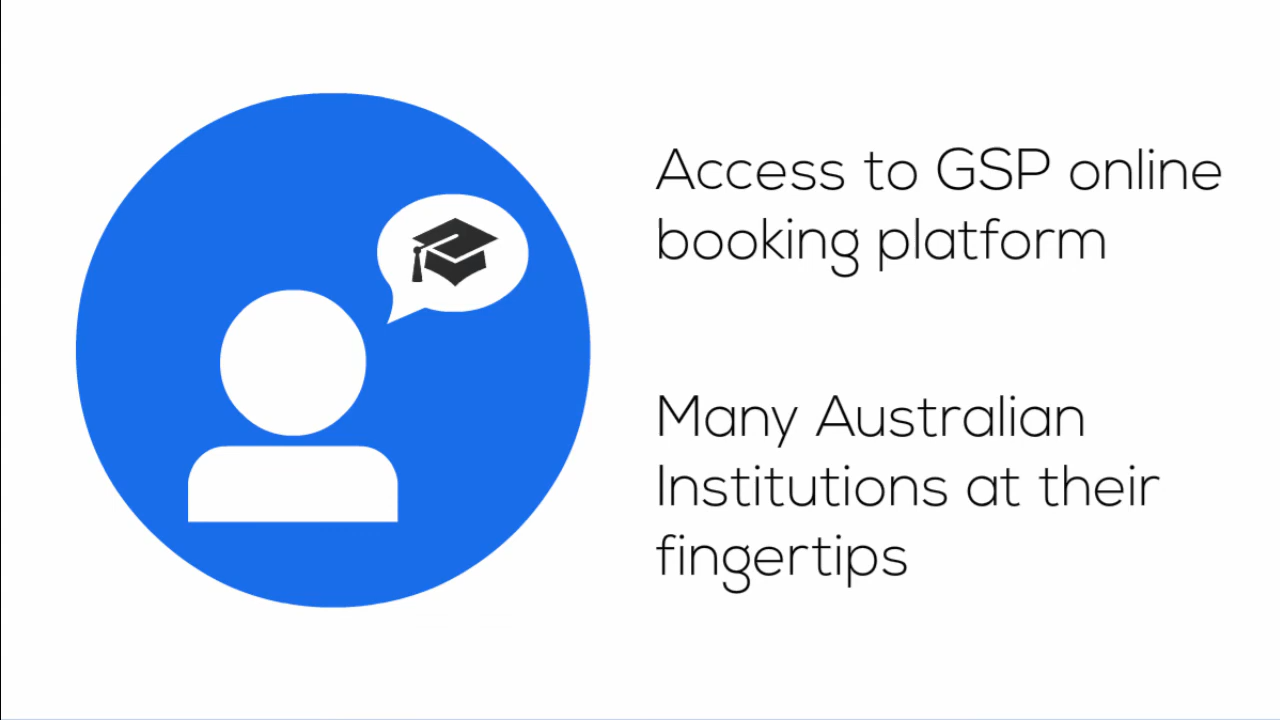 Access to GSP online
booking platform
Many Australian
Institutions at their
fingertips